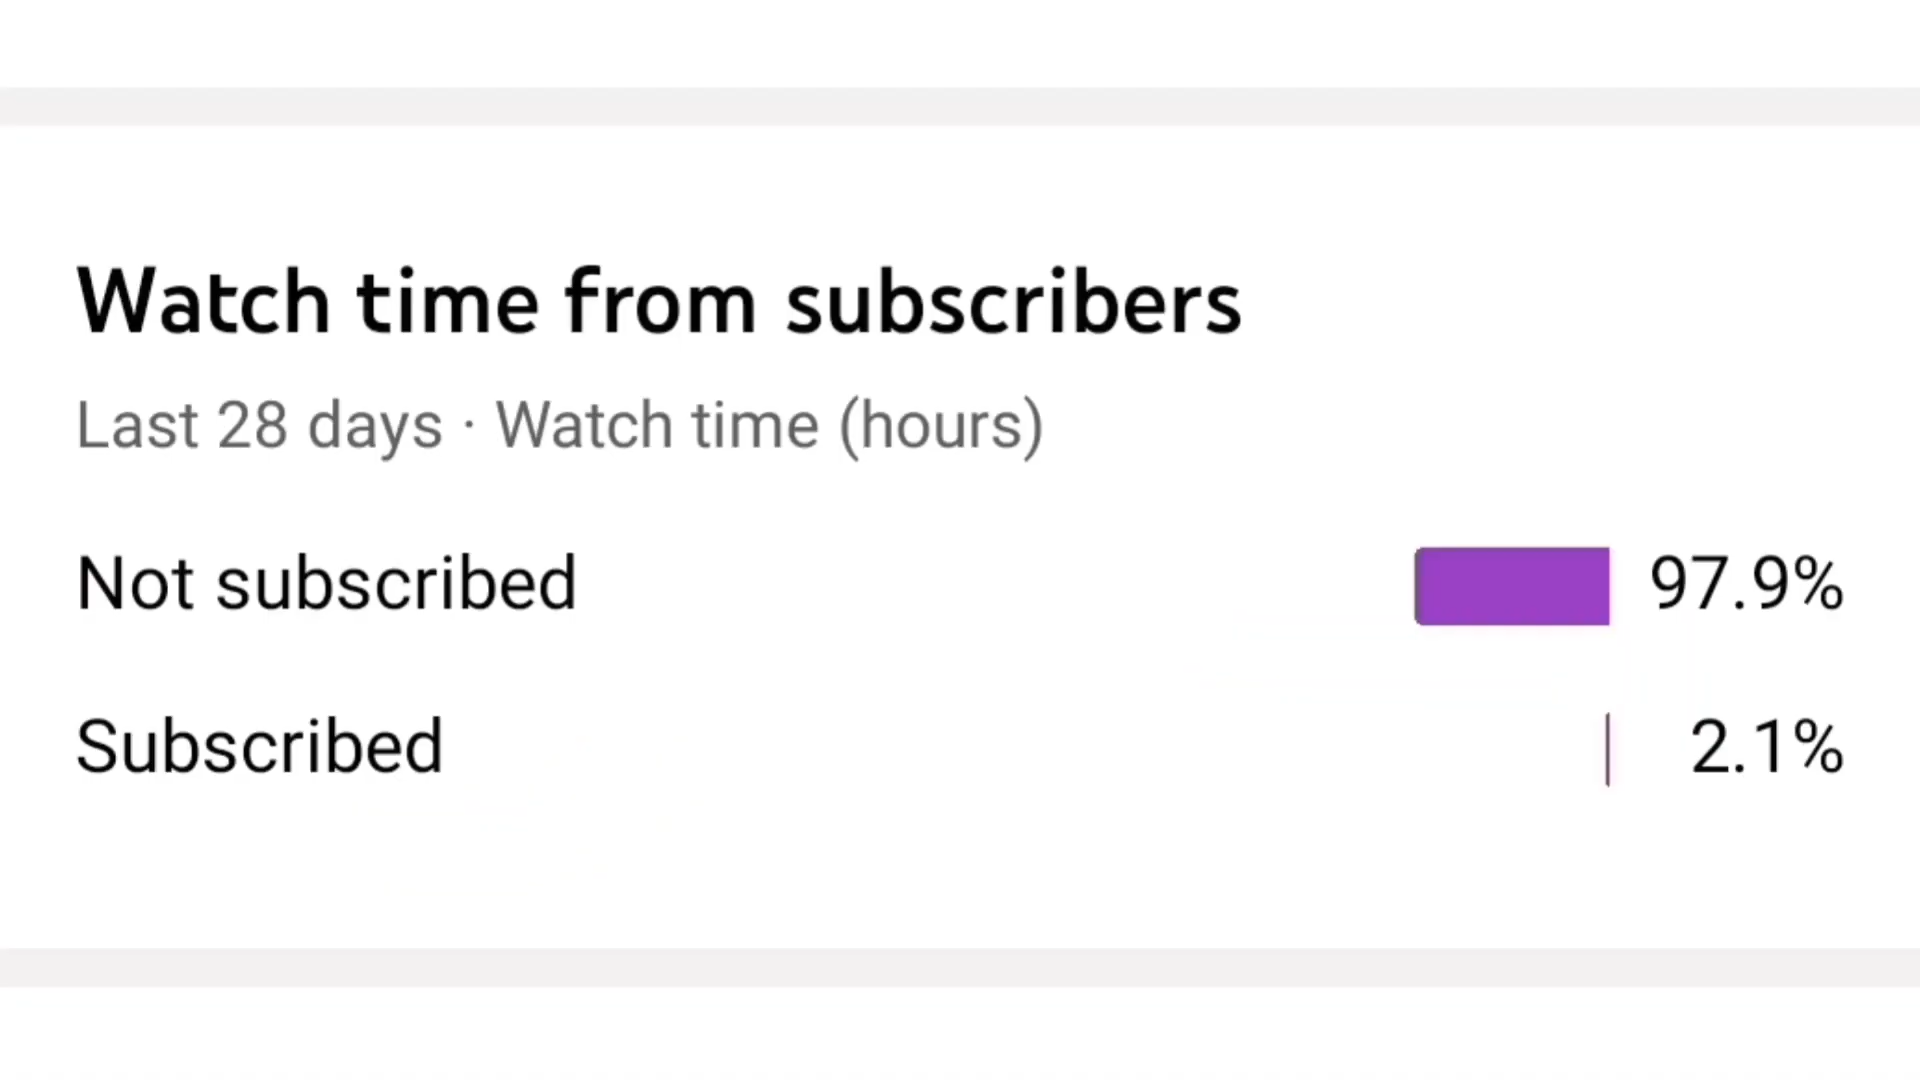 Watch time from subscribers
Last 28 days · Watch time (hours)
Not subscribed 97.9%
Subscribed 2.1%